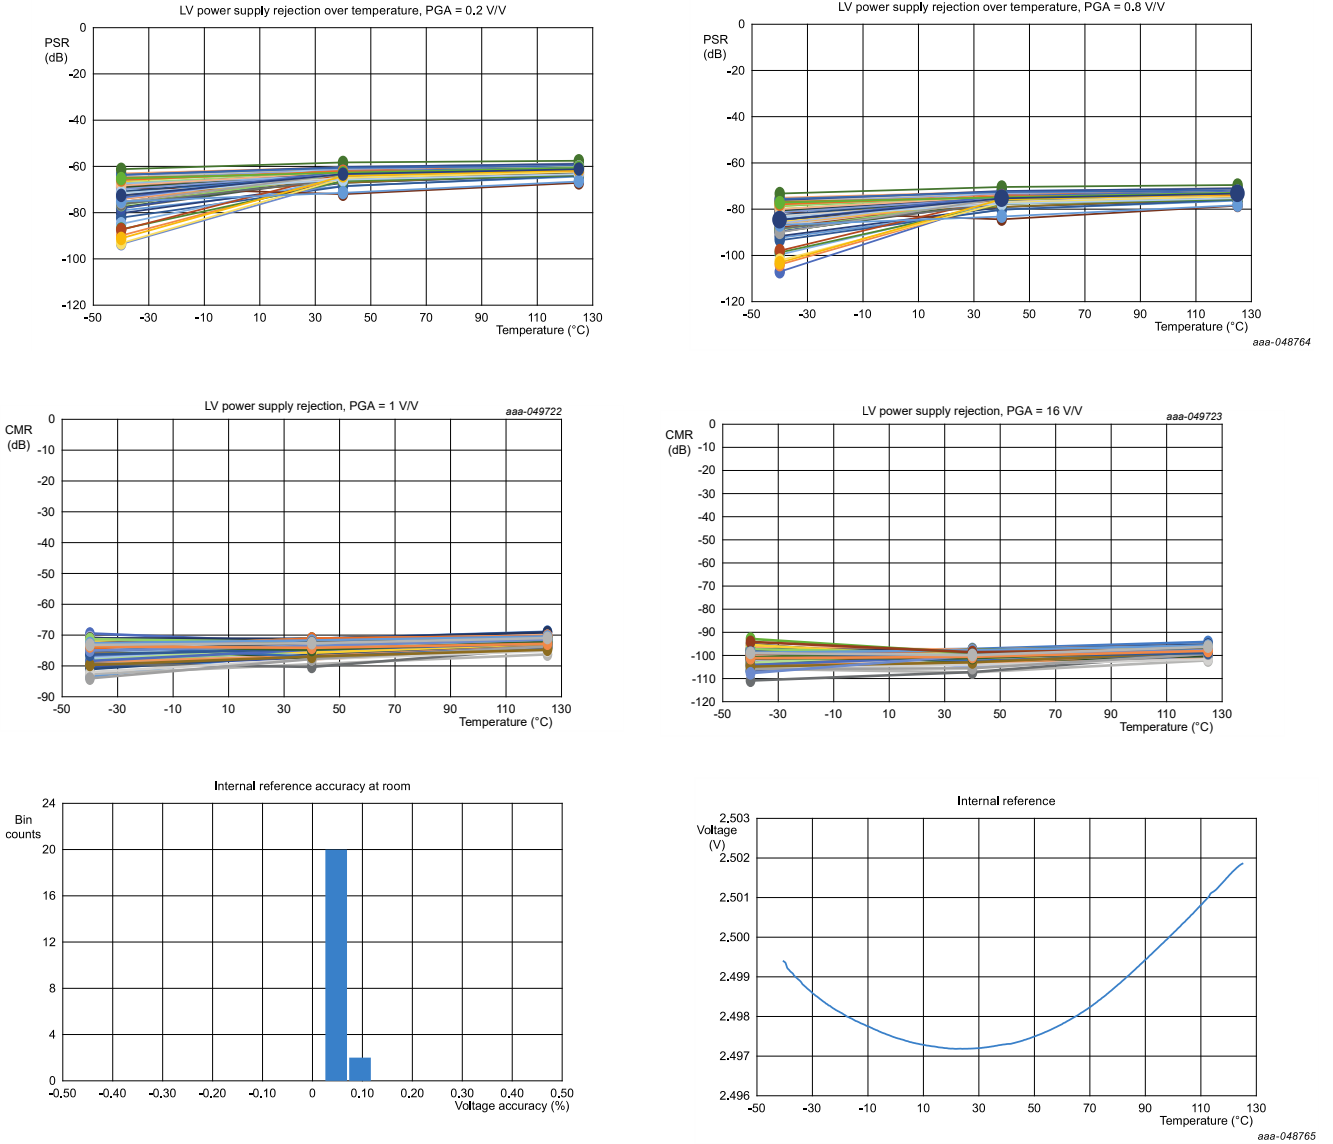 LV power supply rejection over temperature, PGA = 0.2 V/V
PSR
(dB)
0
-20
-40
-60
-80
-100
-120
-50 -30 -10 10 30 50 70 90 110 130
Temperature (°C)
LV power supply rejection over temperature, PGA = 0.8 V/V
PSR
(dB)
0
-20
-40
-60
-80
-100
-120
-50 -30 -10 10 30 50 70 90 110 130
Temperature (°C)
aaa-048764
LV power supply rejection, PGA = 1 V/V
aaa-049722
CMR
(dB)
0
-10
-20
-30
-40
-50
-60
-70
-80
-90
-50 -30 -10 10 30 50 70 90 110 130
Temperature (°C)
LV power supply rejection, PGA = 16 V/V
aaa-049723
CMR
(dB)
0
-10
-20
-30
-40
-50
-60
-70
-80
-90
-100
-110
-120
-50 -30 -10 10 30 50 70 90 110 130
Temperature (°C)
Internal reference accuracy at room
Bin
counts
24
20
16
12
8
4
0
-0.50 -0.40 -0.30 -0.20 -0.10 0 0.10 0.20 0.30 0.40 0.50
Voltage accuracy (%)
Internal reference
Voltage
(V)
2.503
2.502
2.501
2.500
2.499
2.498
2.497
2.496
-50 -30 -10 10 30 50 70 90 110 130
Temperature (°C)
aaa-048765